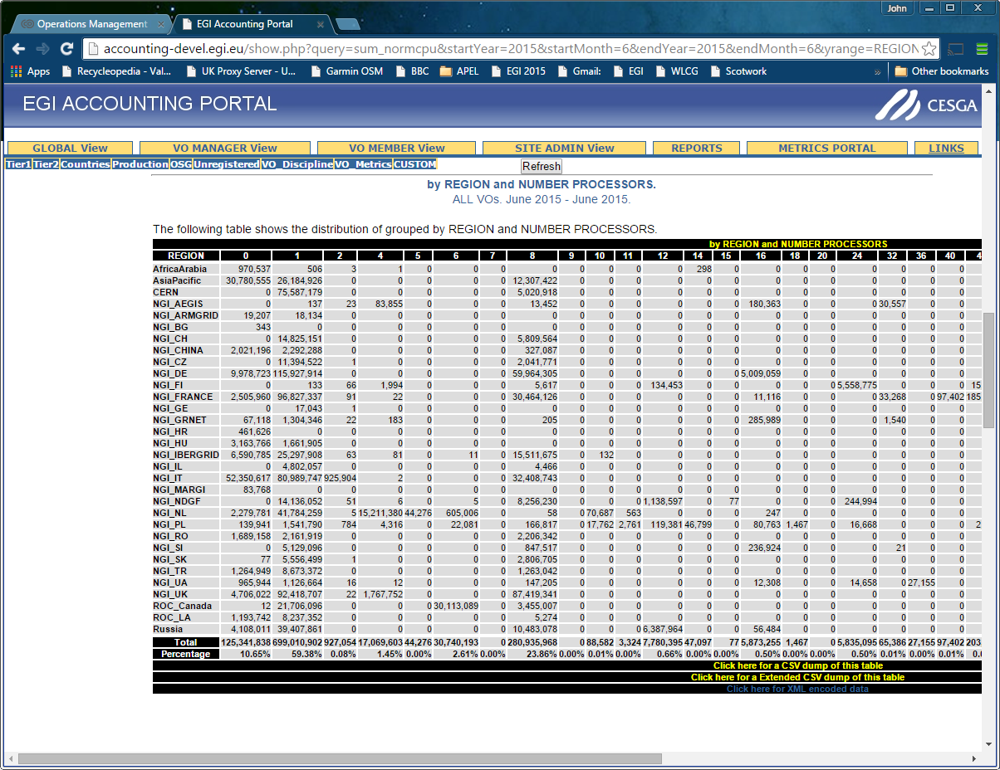 John
Operations Management
EGI Accounting Portal
accounting-devel.egi.eu/show.php?query=sum_normcpu&startYear=2015&startMonth=6&endYear=2015&endMonth=6&yrange=REGION
Apps Recycleopedia - Val... UK Proxy Server - U... Garmin OSM BBC APEL EGI 2015 Gmail: EGI WLCG Scotwork » Other bookmarks
EGI ACCOUNTING PORTAL
CESGA
GLOBAL View VO MANAGER View VO MEMBER View SITE ADMIN View REPORTS METRICS PORTAL LINKS
Tier1 Tier2 Countries Production OSG Unregistered VO_Discipline VO_Metrics CUSTOM
Refresh
by REGION and NUMBER PROCESSORS.
ALL VOs. June 2015 - June 2015.
The following table shows the distribution of grouped by REGION and NUMBER PROCESSORS.
by REGION and NUMBER PROCESSORS
REGION 0 1 2 4 5 6 7 8 9 10 11 12 14 15 16 18 20 24 32 36 40 4
AfricaArabia 970,537 506 3 1 0 0 0 0 0 0 0 0 298 0 0 0 0 0 0 0 0
AsiaPacific 30,780,555 26,184,926 0 0 0 0 0 12,307,422 0 0 0 0 0 0 0 0 0 0 0 0 0
CERN 0 75,587,179 0 0 0 0 0 5,020,918 0 0 0 0 0 0 0 0 0 0 0 0 0
NGI_AEGIS 0 137 23 83,855 0 0 0 13,452 0 0 0 0 0 0 180,363 0 0 0 30,557 0 0
NGI_ARMGRID 19,207 18,134 0 0 0 0 0 0 0 0 0 0 0 0 0 0 0 0 0 0 0
NGI_BG 343 0 0 0 0 0 0 0 0 0 0 0 0 0 0 0 0 0 0 0 0
NGI_CH 0 14,825,151 0 0 0 0 0 5,809,564 0 0 0 0 0 0 0 0 0 0 0 0 0
NGI_CHINA 2,021,196 2,292,288 0 0 0 0 0 327,087 0 0 0 0 0 0 0 0 0 0 0 0 0
NGI_CZ 0 11,394,522 1 0 0 0 0 2,041,771 0 0 0 0 0 0 0 0 0 0 0 0 0
NGI_DE 9,978,723 115,927,914 0 0 0 0 0 59,964,305 0 0 0 0 0 0 5,009,059 0 0 0 0 0 0
NGI_FI 0 133 66 1,994 0 0 0 5,617 0 0 0 134,453 0 0 0 0 0 5,558,775 0 0 0 15
NGI_FRANCE 2,505,960 96,827,337 91 22 0 0 0 30,464,126 0 0 0 0 0 0 11,116 0 0 0 33,268 0 97,402 185
NGI_GE 0 17,043 1 0 0 0 0 0 0 0 0 0 0 0 0 0 0 0 0 0 0
NGI_GRNET 67,118 1,304,346 22 183 0 0 0 205 0 0 0 0 0 0 285,989 0 0 0 1,540 0 0
NGI_HR 461,626 0 0 0 0 0 0 0 0 0 0 0 0 0 0 0 0 0 0 0 0
NGI_HU 3,163,766 1,661,905 0 0 0 0 0 0 0 0 0 0 0 0 0 0 0 0 0 0 0
NGI_IBERGRID 6,590,785 25,297,908 63 81 0 11 0 15,511,675 0 132 0 0 0 0 0 0 0 0 0 0 0
NGI_IL 0 4,802,057 0 0 0 0 0 4,466 0 0 0 0 0 0 0 0 0 0 0 0 0
NGI_IT 52,350,617 80,989,747 925,904 2 0 0 0 32,408,743 0 0 0 0 0 0 0 0 0 0 0 0 0
NGI_MARGI 83,768 0 0 0 0 0 0 0 0 0 0 0 0 0 0 0 0 0 0 0 0
NGI_NDGF 0 14,136,052 51 6 0 5 0 8,256,230 0 0 0 1,138,597 0 77 0 0 0 244,994 0 0 0
NGI_NL 2,279,781 41,784,259 5 15,211,380 44,276 605,006 0 58 0 70,687 563 0 0 0 247 0 0 0 0 0 0
NGI_PL 139,941 1,541,790 784 4,316 0 22,081 0 166,817 0 17,762 2,761 119,381 46,799 0 80,763 1,467 0 16,668 0 0 0 2
NGI_RO 1,689,158 2,161,919 0 0 0 0 0 2,206,342 0 0 0 0 0 0 0 0 0 0 0 0 0
NGI_SI 0 5,129,096 0 0 0 0 0 847,517 0 0 0 0 0 0 236,924 0 0 0 21 0 0
NGI_SK 77 5,556,499 1 0 0 0 0 2,806,705 0 0 0 0 0 0 0 0 0 0 0 0 0
NGI_TR 1,264,949 8,673,372 0 0 0 0 0 1,263,042 0 0 0 0 0 0 0 0 0 0 0 0 0
NGI_UA 965,944 1,126,664 16 12 0 0 0 147,205 0 0 0 0 0 0 12,308 0 0 14,658 0 27,155 0
NGI_UK 4,706,022 92,418,707 22 1,767,752 0 0 0 87,419,341 0 0 0 0 0 0 0 0 0 0 0 0 0
ROC_Canada 12 21,706,096 0 0 0 30,113,089 0 3,455,007 0 0 0 0 0 0 0 0 0 0 0 0 0
ROC_LA 1,193,742 8,237,352 0 0 0 0 0 5,274 0 0 0 0 0 0 0 0 0 0 0 0 0
Russia 4,108,011 39,407,861 0 0 0 0 0 10,483,078 0 0 0 6,387,964 0 0 56,484 0 0 0 0 0 0
Total 125,341,838 699,010,902 927,054 17,069,603 44,276 30,740,193 0 280,935,968 0 88,582 3,324 7,780,395 47,097 77 5,873,255 1,467 0 5,835,095 65,386 27,155 97,402 203
Percentage 10.65% 59.38% 0.08% 1.45% 0.00% 2.61% 0.00% 23.86% 0.00% 0.01% 0.00% 0.66% 0.00% 0.00% 0.50% 0.00% 0.00% 0.50% 0.01% 0.00% 0.01% 0.
Click here for a CSV dump of this table
Click here for a Extended CSV dump of this table
Click here for XML encoded data